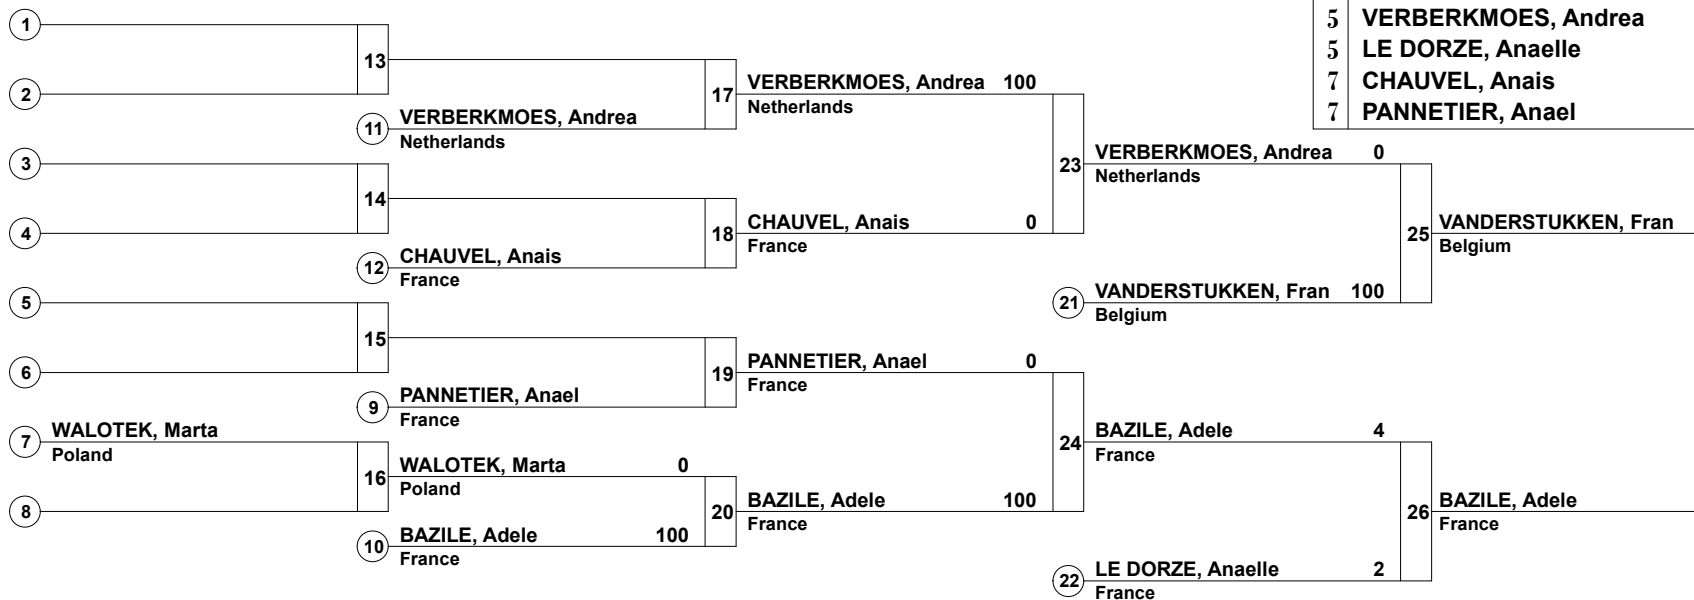 1
5 VERBERKMOES, Andrea
5 LE DORZE, Anaelle
13
7 CHAUVEL, Anais
VERBERKMOES, Andrea 100
2
17
Netherlands
7 PANNETIER, Anael
11 VERBERKMOES, Andrea
Netherlands
3
23
VERBERKMOES, Andrea 0
Netherlands
14
4
18
CHAUVEL, Anais 0
France
25
VANDERSTUKKEN, Fran
Belgium
12 CHAUVEL, Anais
France
5
21 VANDERSTUKKEN, Fran 100
Belgium
15
6
19
PANNETIER, Anael 0
France
9 PANNETIER, Anael
France
7 WALOTEK, Marta
Poland
24
BAZILE, Adele 4
France
16
WALOTEK, Marta 0
Poland
8
20
BAZILE, Adele 100
France
26
BAZILE, Adele
France
10 BAZILE, Adele 100
France
22 LE DORZE, Anaelle 2
France